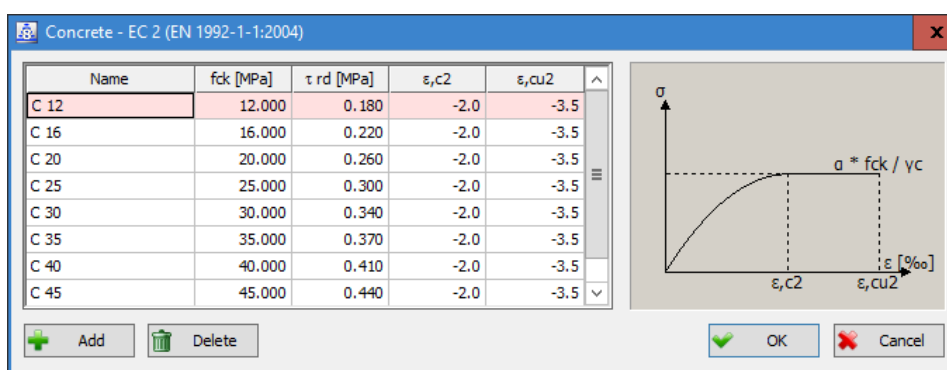 Concrete - EC 2 (EN 1992-1-1:2004) x
Name fck [MPa] τ rd [MPa] ε,c2 ε,cu2
C 12 12.000 0.180 -2.0 -3.5
C 16 16.000 0.220 -2.0 -3.5
C 20 20.000 0.260 -2.0 -3.5
C 25 25.000 0.300 -2.0 -3.5
C 30 30.000 0.340 -2.0 -3.5
C 35 35.000 0.370 -2.0 -3.5
C 40 40.000 0.410 -2.0 -3.5
C 45 45.000 0.440 -2.0 -3.5
σ
α * fck / γc
ε [‰]
ε,c2 ε,cu2
Add Delete OK Cancel